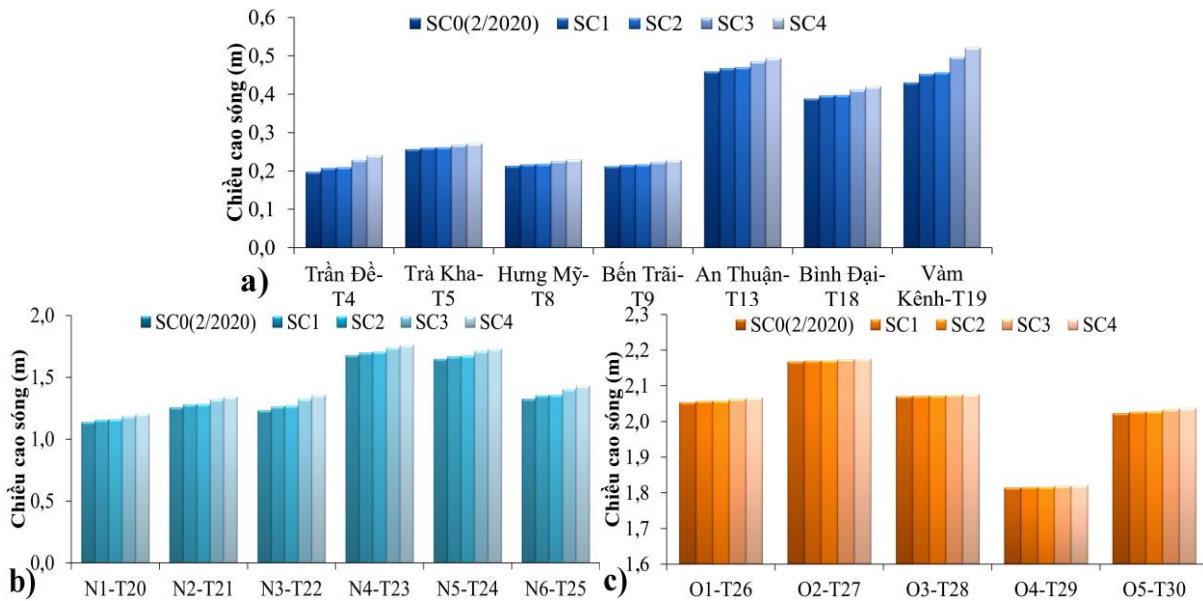 SC0(2/2020) SC1 SC2 SC3 SC4
Chiều cao sóng (m)
0,6
0,5
0,4
0,3
0,2
0,1
0,0
Trần Đề-T4
Trà Kha-T5
Hưng Mỹ-T8
Bến Trãi-T9
An Thuận-T13
Bình Đại-T18
Vàm Kênh-T19
a)
SC0(2/2020) SC1 SC2 SC3 SC4
Chiều cao sóng (m)
2,0
1,5
1,0
0,5
0,0
N1-T20 N2-T21 N3-T22 N4-T23 N5-T24 N6-T25
b)
SC0(2/2020) SC1 SC2 SC3 SC4
Chiều cao sóng (m)
2,3
2,2
2,1
2,0
1,9
1,8
1,7
1,6
O1-T26 O2-T27 O3-T28 O4-T29 O5-T30
c)